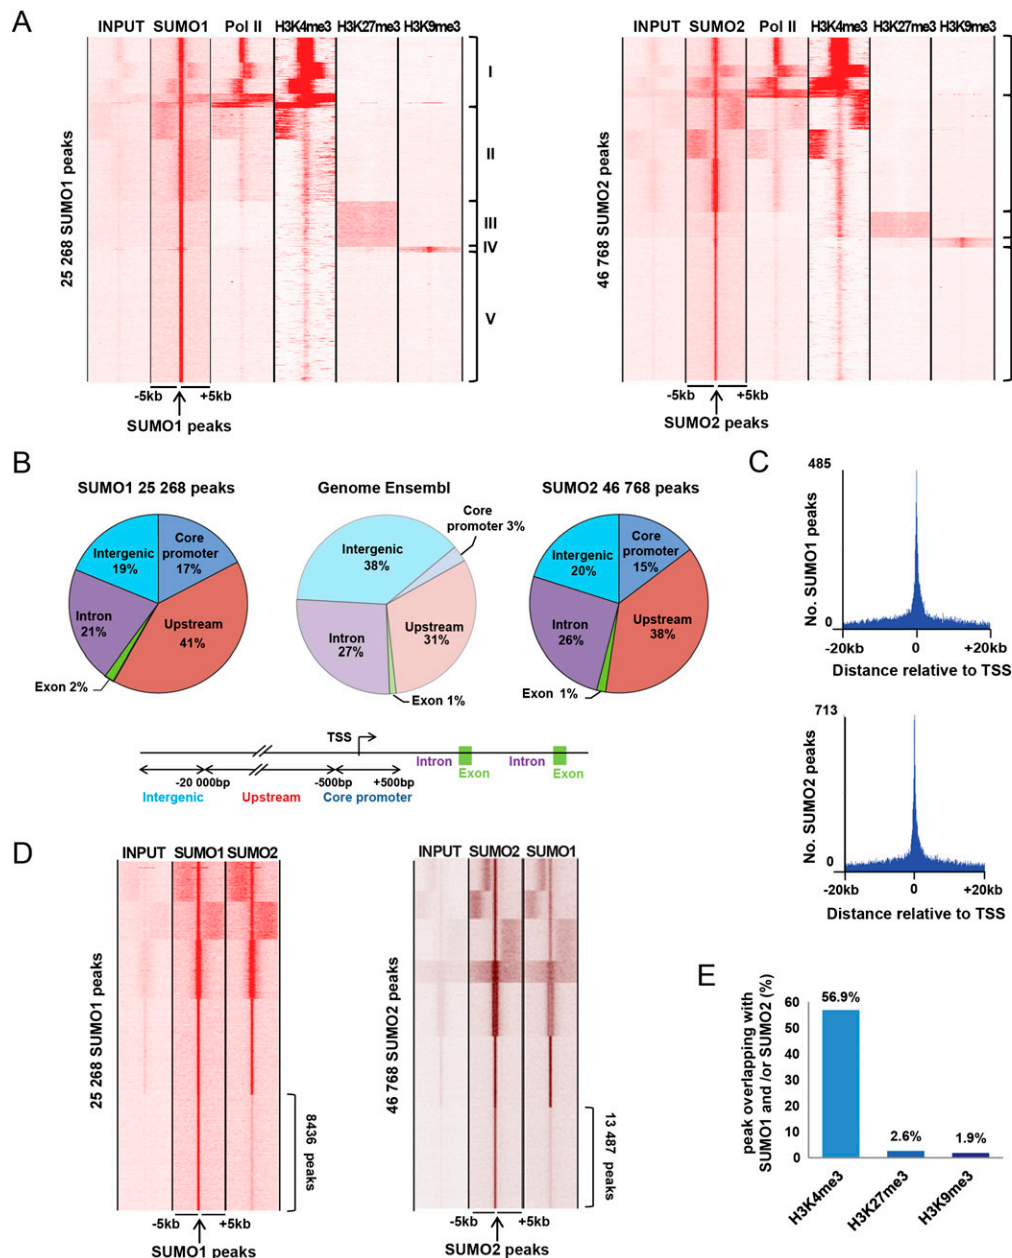 A
INPUT SUMO1 Pol II H3K4me3 H3K27me3 H3K9me3
25 268 SUMO1 peaks
I
II
III
IV
V
-5kb +5kb
SUMO1 peaks
INPUT SUMO2 Pol II H3K4me3 H3K27me3 H3K9me3
46 768 SUMO2 peaks
-5kb +5kb
SUMO2 peaks
B
SUMO1 25 268 peaks
Intergenic
19%
Core
promoter
17%
Intron
21%
Upstream
41%
Exon 2%
Genome Ensembl
Core
promoter 3%
Intergenic
38%
Intron
27%
Upstream
31%
Exon 1%
SUMO2 46 768 peaks
Intergenic
20%
Core
promoter
15%
Intron
26%
Upstream
38%
Exon 1%
TSS
Intron
Exon
Intron
Exon
-20 000bp -500bp +500bp
Intergenic Upstream Core promoter
C
485
No. SUMO1 peaks
0
-20kb 0 +20kb
Distance relative to TSS
713
No. SUMO2 peaks
0
-20kb 0 +20kb
Distance relative to TSS
D
INPUT SUMO1 SUMO2
25 268 SUMO1 peaks
8436 peaks
-5kb +5kb
SUMO1 peaks
INPUT SUMO2 SUMO1
46 768 SUMO2 peaks
13 487 peaks
-5kb +5kb
SUMO2 peaks
E
peak overlapping with
SUMO1 and /or SUMO2 (%)
60
50
40
30
20
10
0
56.9%
2.6%
1.9%
H3K4me3
H3K27me3
H3K9me3